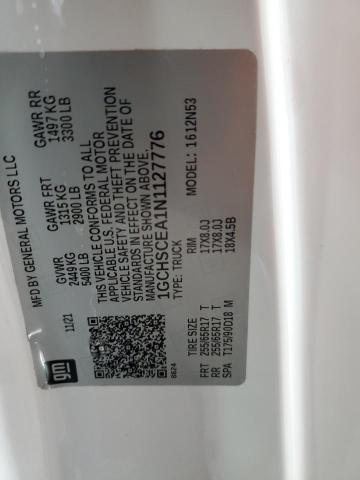 MFD BY GENERAL MOTORS LLC
11/21
GVWR GAWR FRT GAWR RR
2449 KG 1315 KG 1497 KG
5400 LB 2900 LB 3300 LB
THIS VEHICLE CONFORMS TO ALL
APPLICABLE U.S. FEDERAL MOTOR
VEHICLE SAFETY AND THEFT PREVENTION
STANDARDS IN EFFECT ON THE DATE OF
MANUFACTURE SHOWN ABOVE.
1GCHSCEA1N1127776
TYPE: TRUCK MODEL: 1612N53
gm
8624
TIRE SIZE RIM
FRT 255/65R17 T 17X8.0J
RR 255/65R17 T 17X8.0J
SPA T175/90D18 M 18X4.5B